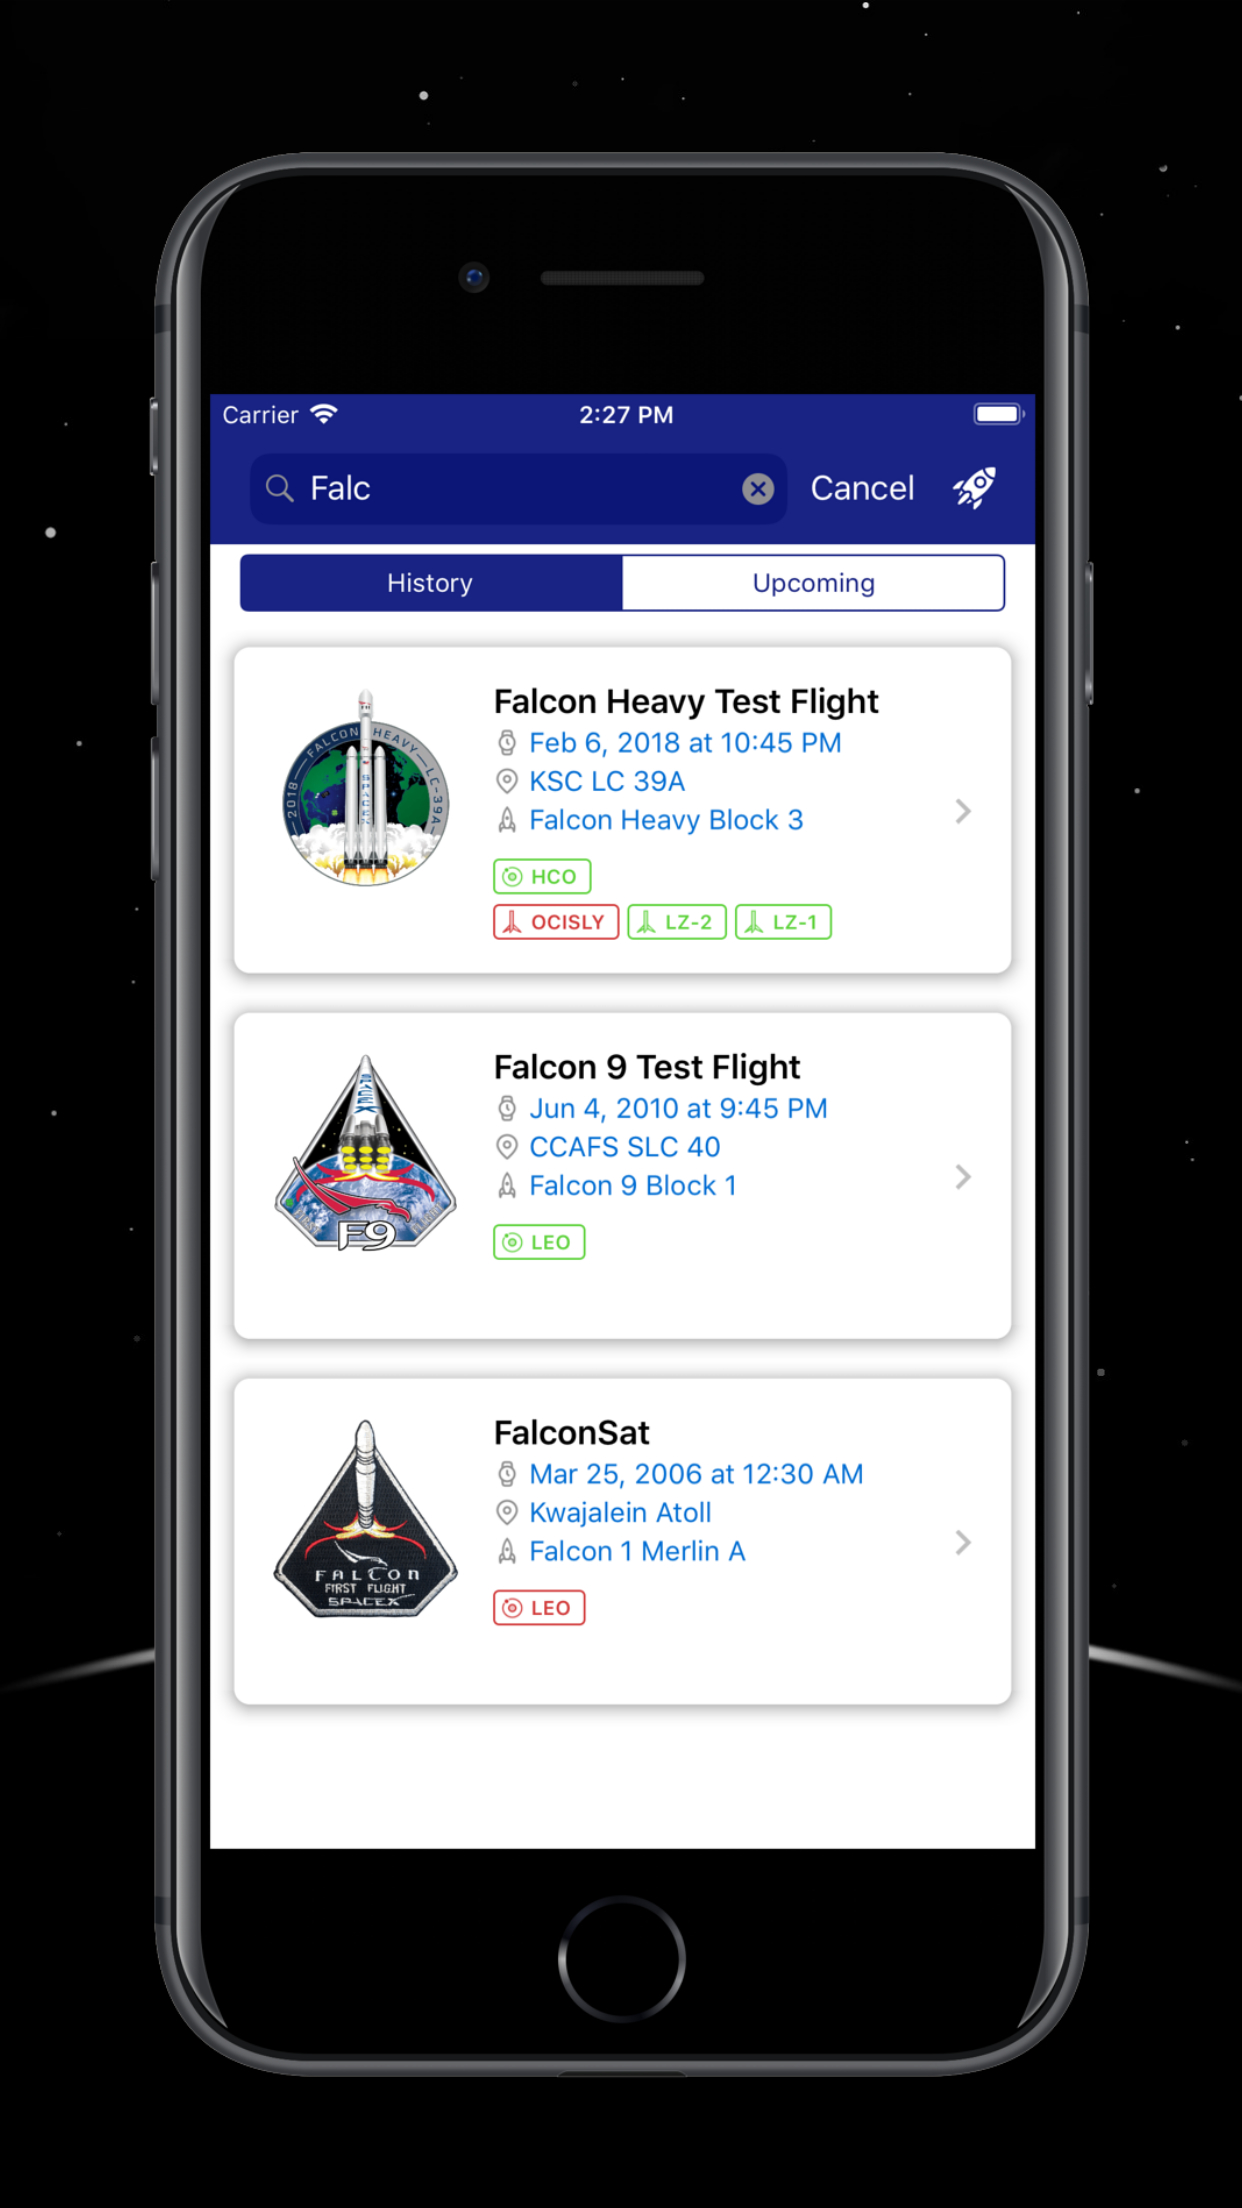 Carrier
2:27 PM
Falc
Cancel
History
Upcoming
2018 — FALCON HEAVY — LC-39A
SPACEX
Falcon Heavy Test Flight
Feb 6, 2018 at 10:45 PM
KSC LC 39A
Falcon Heavy Block 3
HCO
OCISLY
LZ-2
LZ-1
SPACEX
F9
Falcon 9 Test Flight
Jun 4, 2010 at 9:45 PM
CCAFS SLC 40
Falcon 9 Block 1
LEO
FALCON
FIRST FLIGHT
SPACEX
FalconSat
Mar 25, 2006 at 12:30 AM
Kwajalein Atoll
Falcon 1 Merlin A
LEO